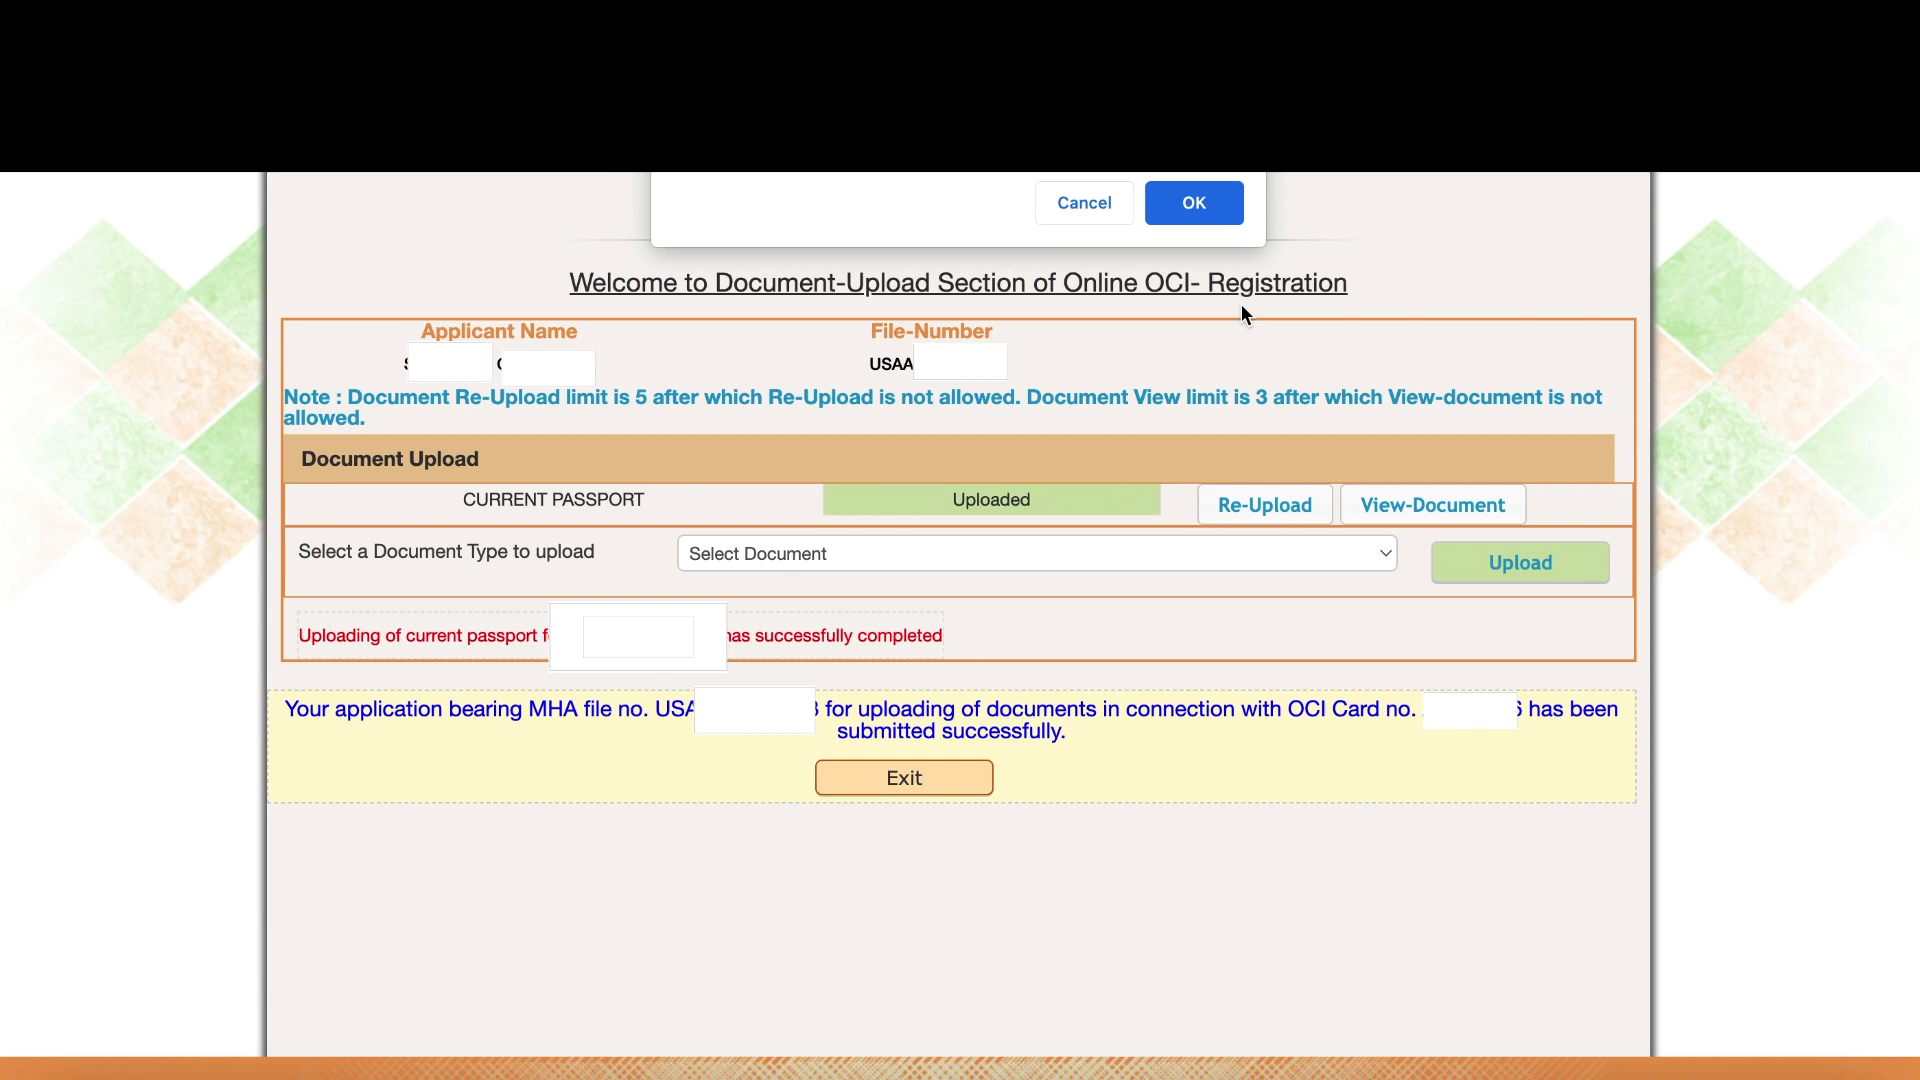 Cancel OK
Welcome to Document-Upload Section of Online OCI- Registration
Applicant Name File-Number
USAA
Note : Document Re-Upload limit is 5 after which Re-Upload is not allowed. Document View limit is 3 after which View-document is not
allowed.
Document Upload
CURRENT PASSPORT Uploaded Re-Upload View-Document
Select a Document Type to upload Select Document Upload
Uploading of current passport has successfully completed
Your application bearing MHA file no. USA for uploading of documents in connection with OCI Card no. 6 has been
submitted successfully.
Exit